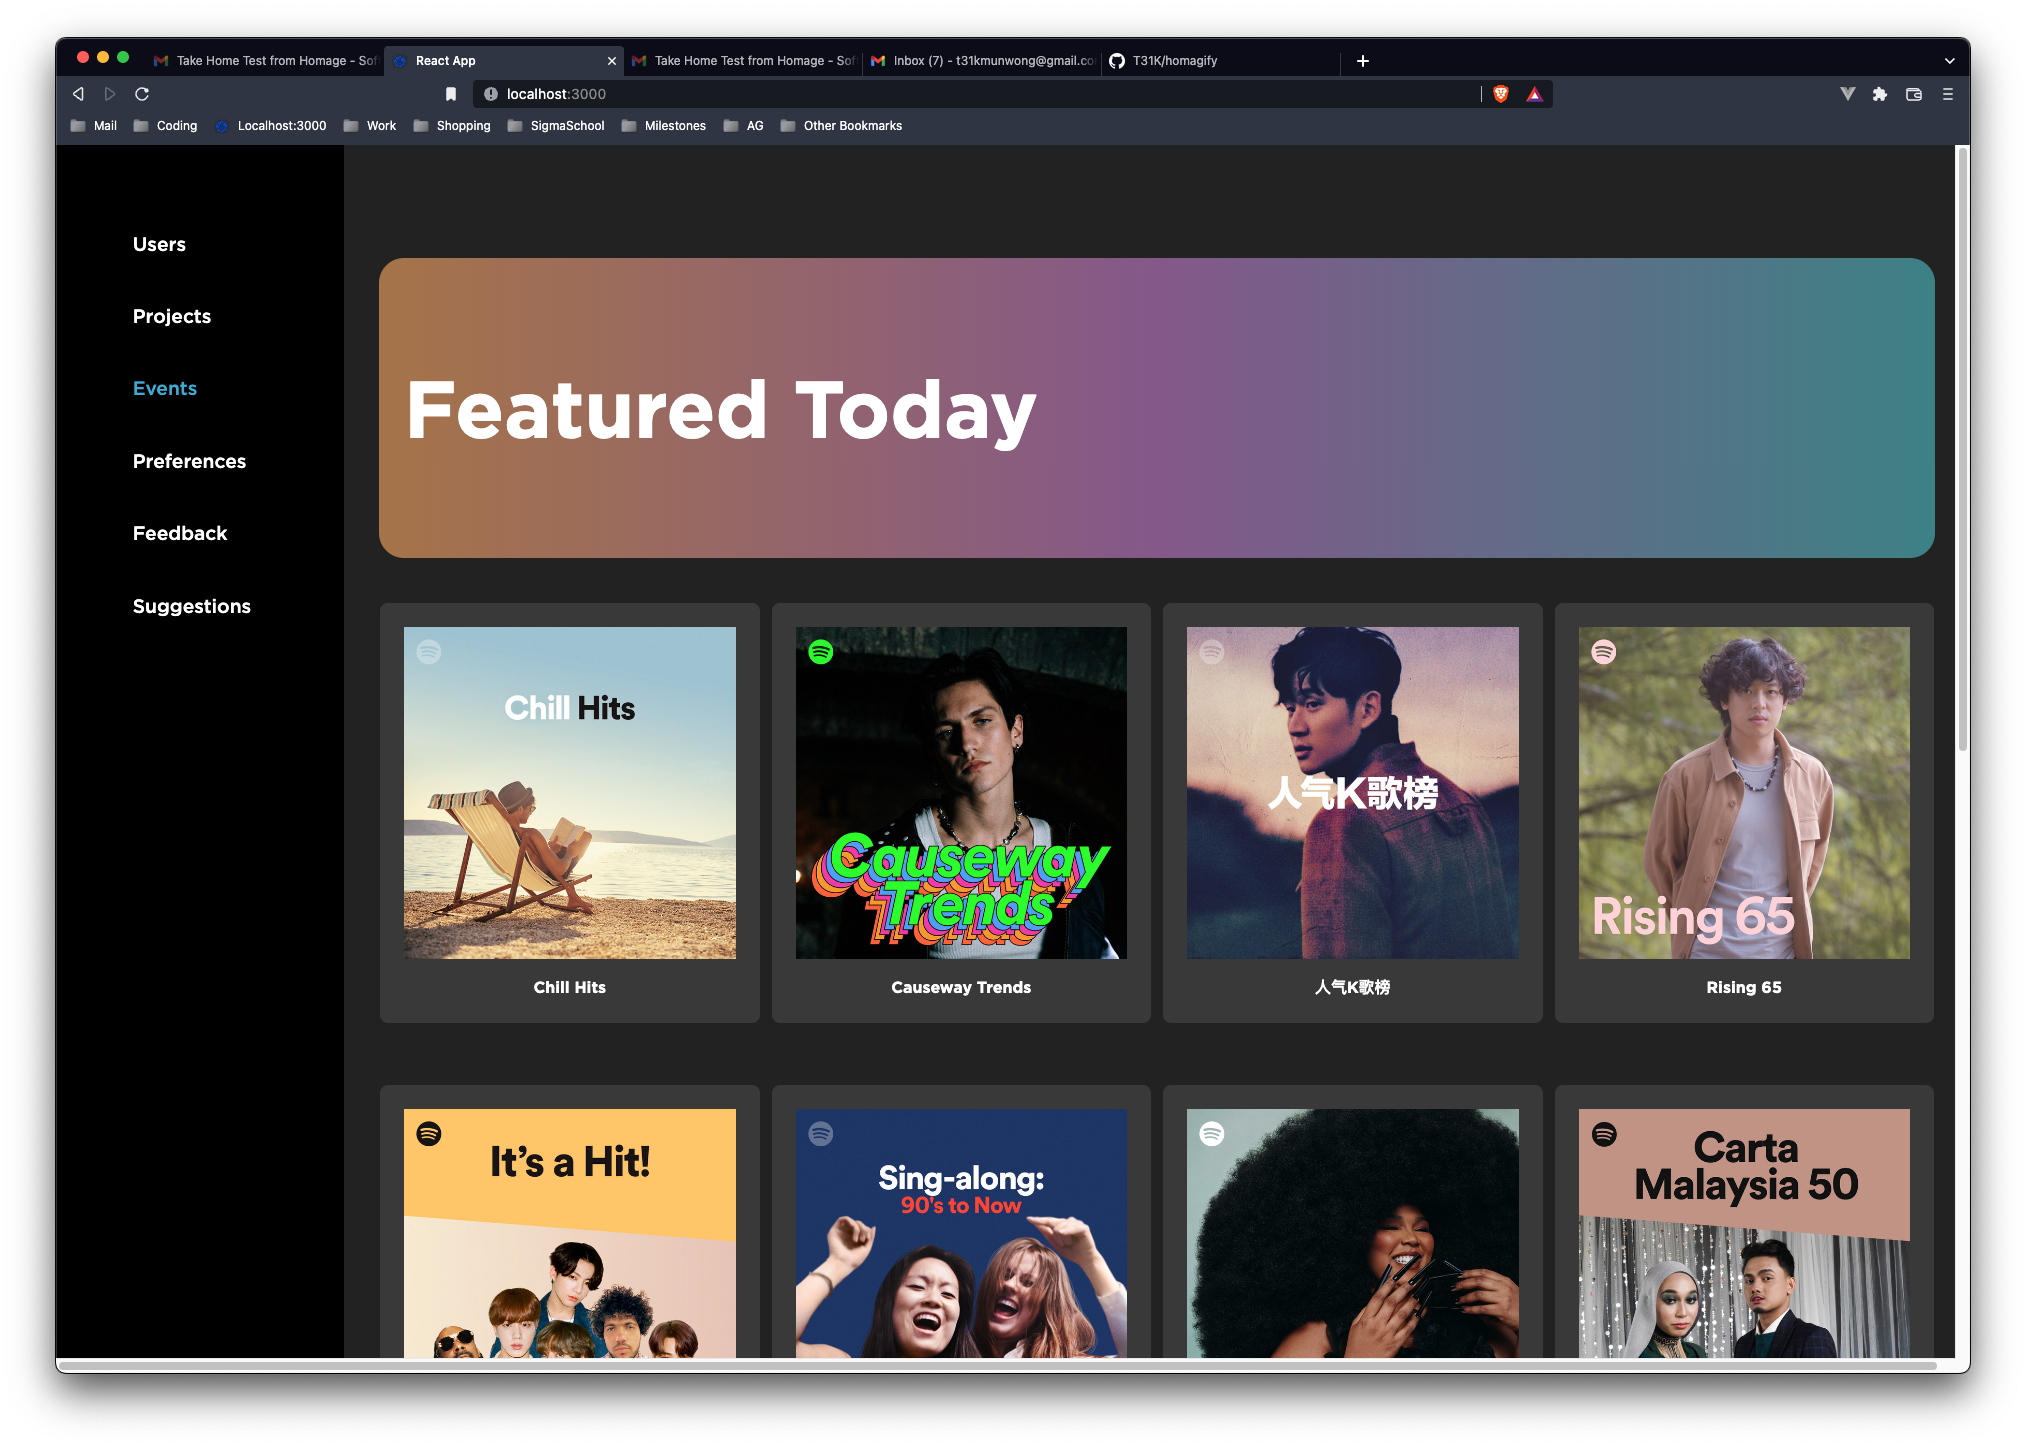 Take Home Test from Homage - Sof
React App
Take Home Test from Homage - Sof
Inbox (7) - t31kmunwong@gmail.co
T31K/homagify
localhost:3000
Mail
Coding
Localhost:3000
Work
Shopping
SigmaSchool
Milestones
AG
Other Bookmarks
Users
Projects
Events
Preferences
Feedback
Suggestions
Featured Today
Chill Hits
Causeway
Trends
人气K歌榜
Rising 65
Chill Hits
Causeway Trends
人气K歌榜
Rising 65
It's a Hit!
Sing-along:
90's to Now
Carta
Malaysia 50